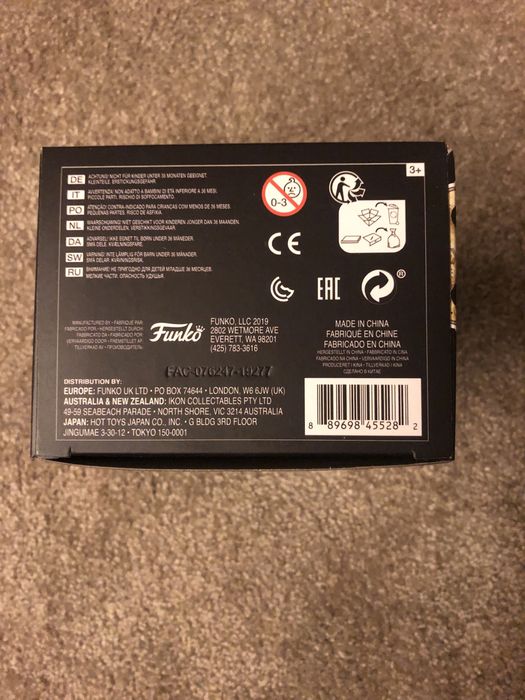 3+
DE ACHTUNG! NICHT FÜR KINDER UNTER 36 MONATEN GEEIGNET.
KLEINTEILE. ERSTICKUNGSGEFAHR.
IT AVVERTENZA! NON ADATTO A BAMBINI DI ETÀ INFERIORE A 36 MESI.
PICCOLE PARTI. RISCHIO DI SOFFOCAMENTO.
PO ATENÇÃO! CONTRA-INDICADO PARA CRIANÇAS COM MENOS DE 36 MESES.
PEQUENAS PARTES. RISCO DE ASFIXIA.
NL WAARSCHUWING! NIET GESCHIKT VOOR KINDEREN JONGER DAN 36 MAANDEN.
KLEINE ONDERDELEN. VERSTIKKINGSGEVAAR.
DA ADVARSEL! IKKE EGNET TIL BØRN UNDER 36 MÅNEDER.
SMÅ DELE. KVÆLNINGSFARE.
SW VARNING! INTE LÄMPLIG FÖR BARN UNDER 36 MÅNADER.
SMÅ DELAR. KVÄVNINGSRISK.
RU ВНИМАНИЕ! НЕ ПРИГОДНО ДЛЯ ДЕТЕЙ МЛАДШЕ 36 МЕСЯЦЕВ.
МЕЛКИЕ ЧАСТИ. ОПАСНОСТЬ УДУШЬЯ.
0-3
CE
EAC
®
MANUFACTURED BY • FABRIQUÉ PAR
FABRICADO POR • HERGESTELLT DURCH
FABBRICATO DA • FABRICADO POR
VERVAARDIGD DOOR • FREMSTILLET AF
TILLVERKAD AV • ПРОИЗВОДИТЕЛЬ
Funko
FUNKO, LLC 2019
2802 WETMORE AVE
EVERETT, WA 98201
(425) 783-3616
MADE IN CHINA
FABRIQUÉ EN CHINE
FABRICADO EN CHINA
HERGESTELLT IN CHINA • FABBRICATO IN CINA
FABRICADO NA CHINA • VERVAARDIGD IN CHINA
PRODUCERET I KINA • TILLVERKAD I KINA
СДЕЛАНО В КИТАЕ
FAC-076247-19277
DISTRIBUTION BY:
EUROPE: FUNKO UK LTD • PO BOX 74644 • LONDON. W6 6JW (UK)
AUSTRALIA & NEW ZEALAND: IKON COLLECTABLES PTY LTD
49-59 SEABEACH PARADE • NORTH SHORE, VIC 3214 AUSTRALIA
JAPAN: HOT TOYS JAPAN CO.. INC. • G BLDG 3RD FLOOR
JINGUMAE 3-30-12 • TOKYO 150-0001
8 89698 45528 2